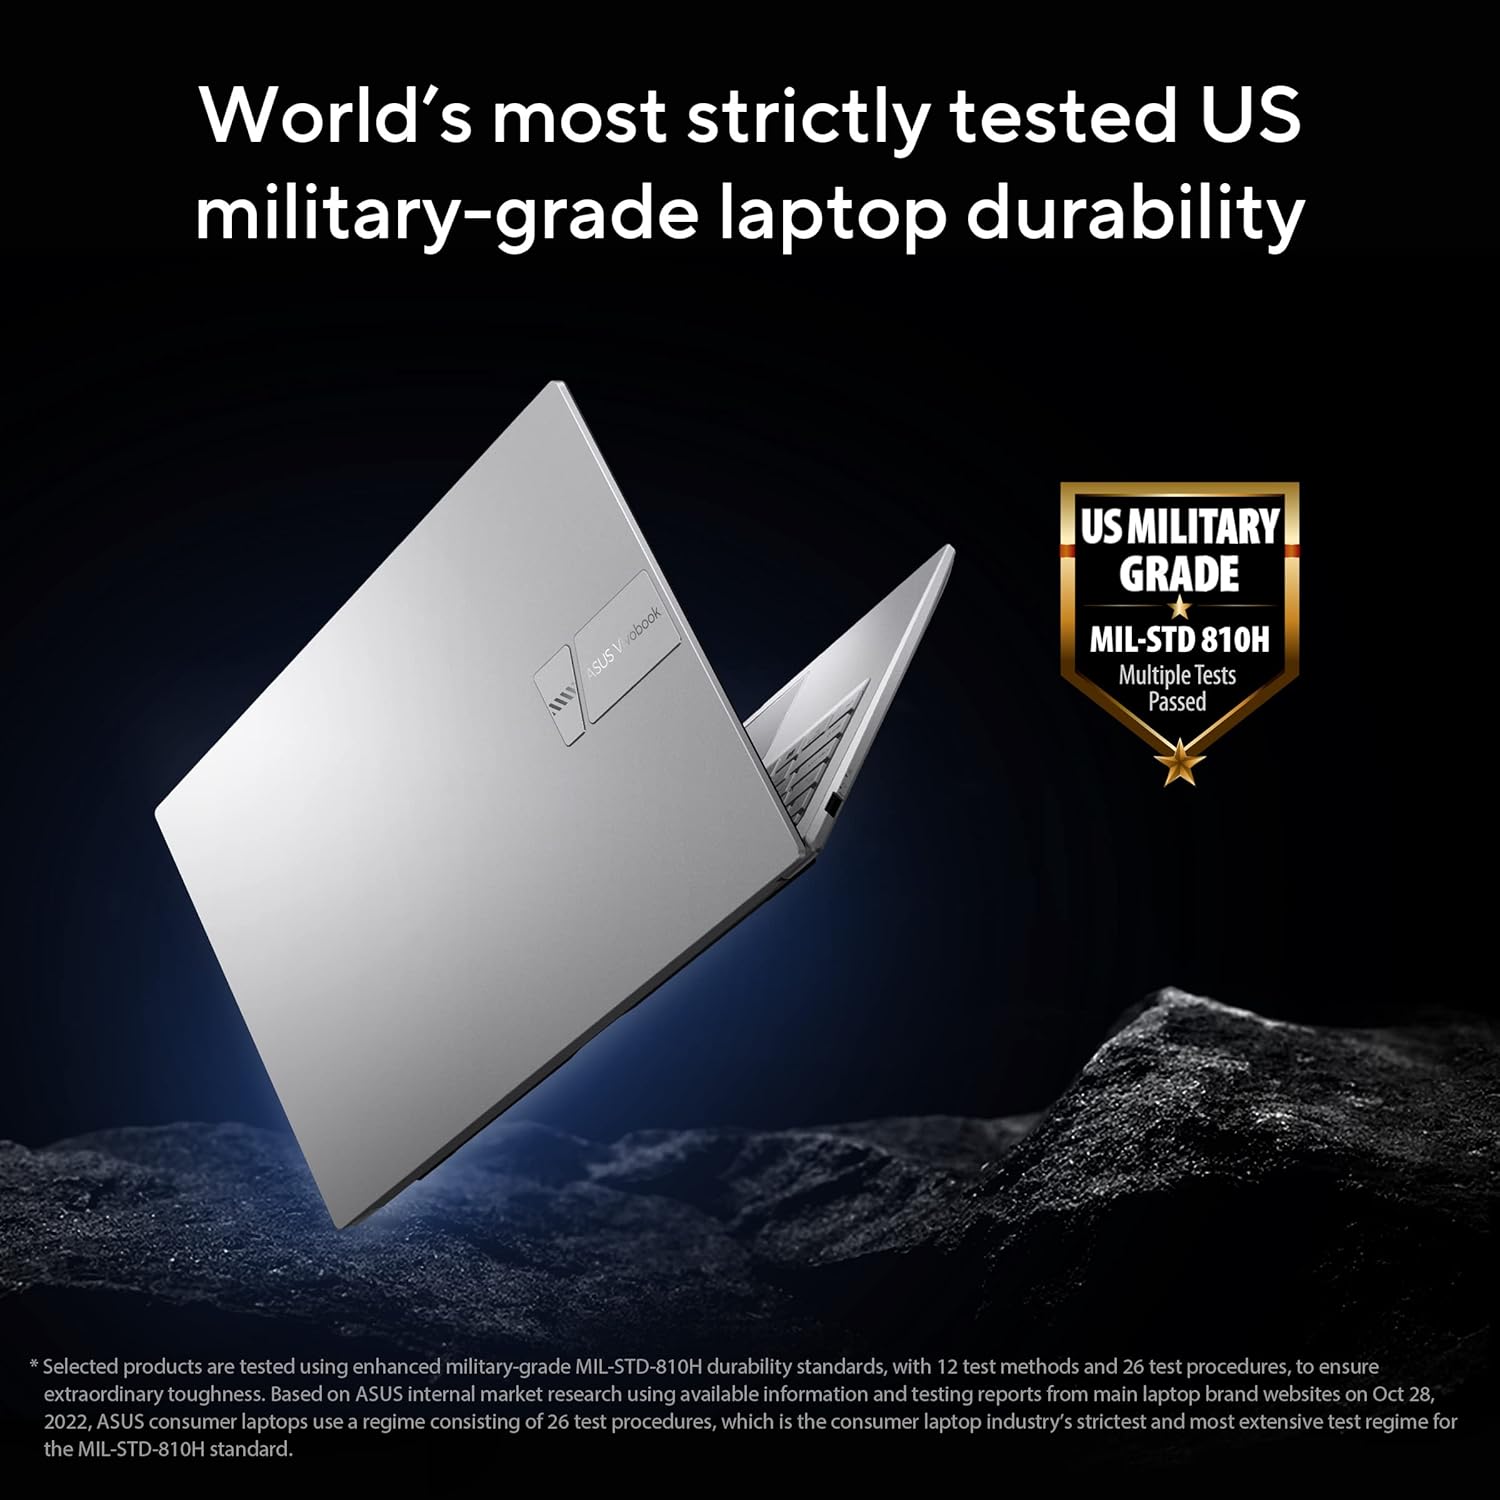 World's most strictly tested US
military-grade laptop durability
ASUS Vivobook
US MILITARY
GRADE
MIL-STD 810H
Multiple Tests
Passed
* Selected products are tested using enhanced military-grade MIL-STD-810H durability standards, with 12 test methods and 26 test procedures, to ensure
extraordinary toughness. Based on ASUS internal market research using available information and testing reports from main laptop brand websites on Oct 28,
2022, ASUS consumer laptops use a regime consisting of 26 test procedures, which is the consumer laptop industry's strictest and most extensive test regime for
the MIL-STD-810H standard.